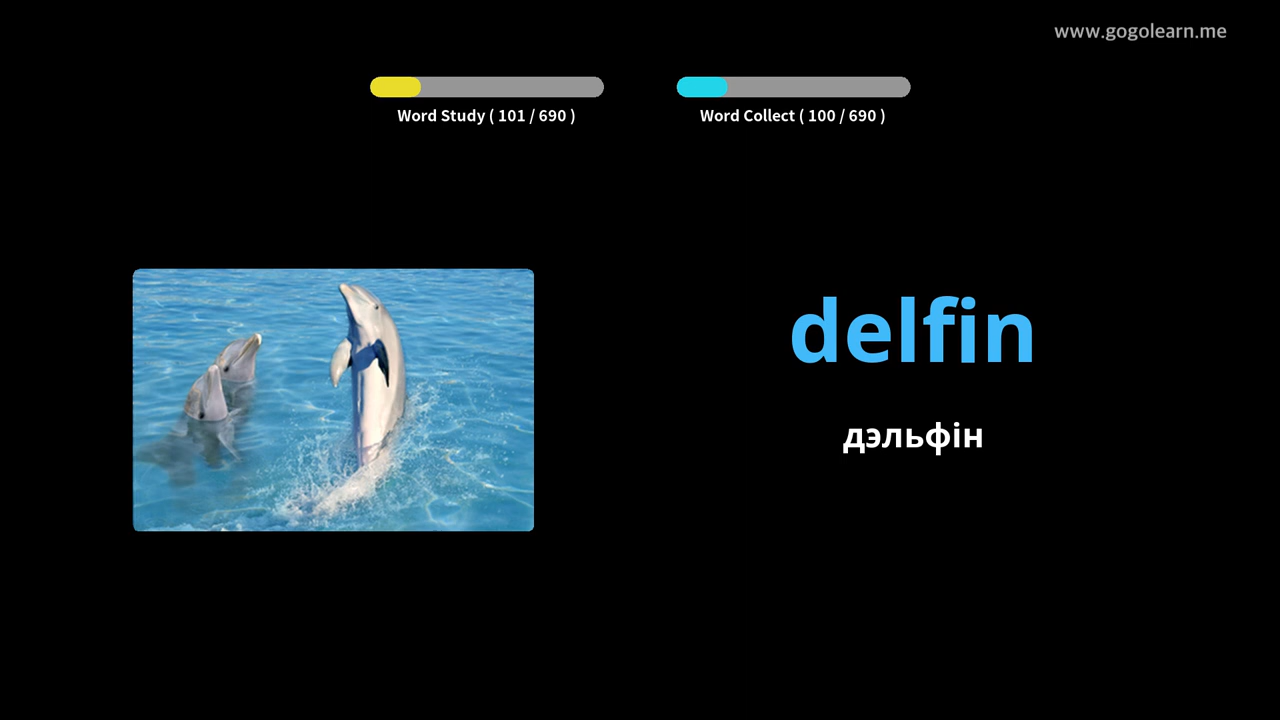 www.gogolearn.me
Word Study ( 101 / 690 )
Word Collect ( 100 / 690 )
delfin
дэльфін